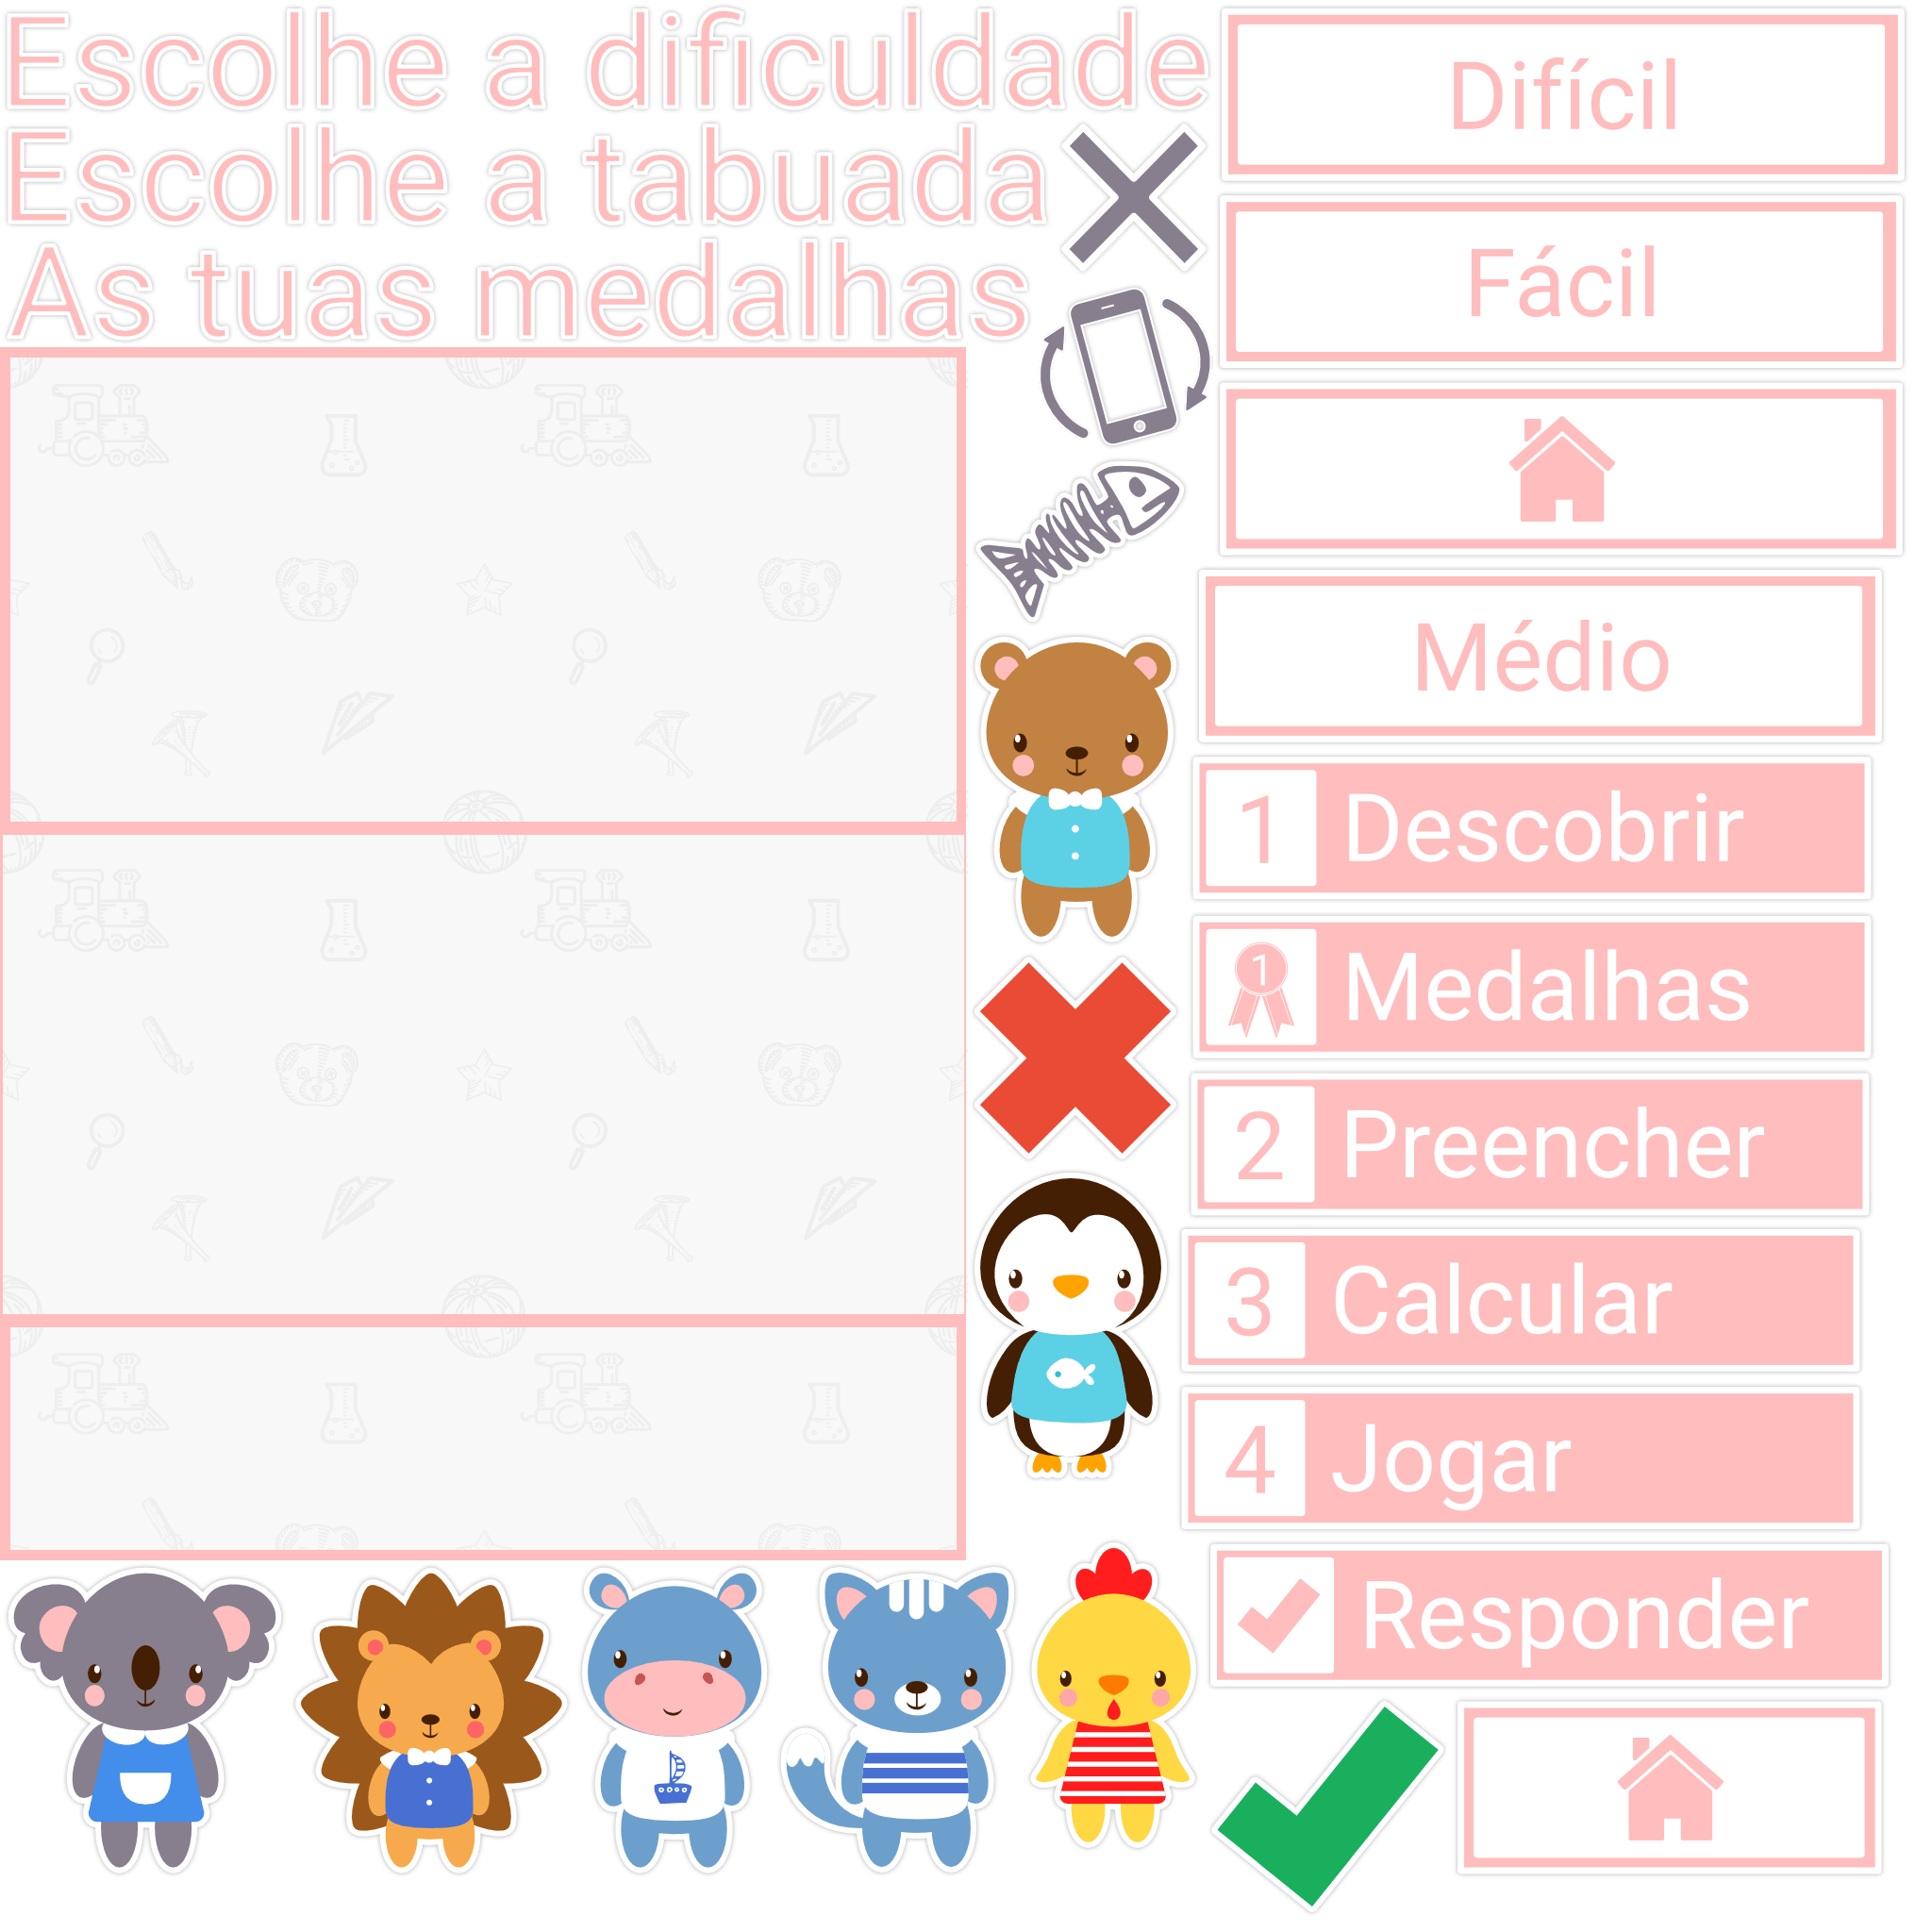 Escolhe a dificuldade
Escolhe a tabuada
As tuas medalhas
Difícil
Fácil
Médio
1 Descobrir
1 Medalhas
2 Preencher
3 Calcular
4 Jogar
Responder